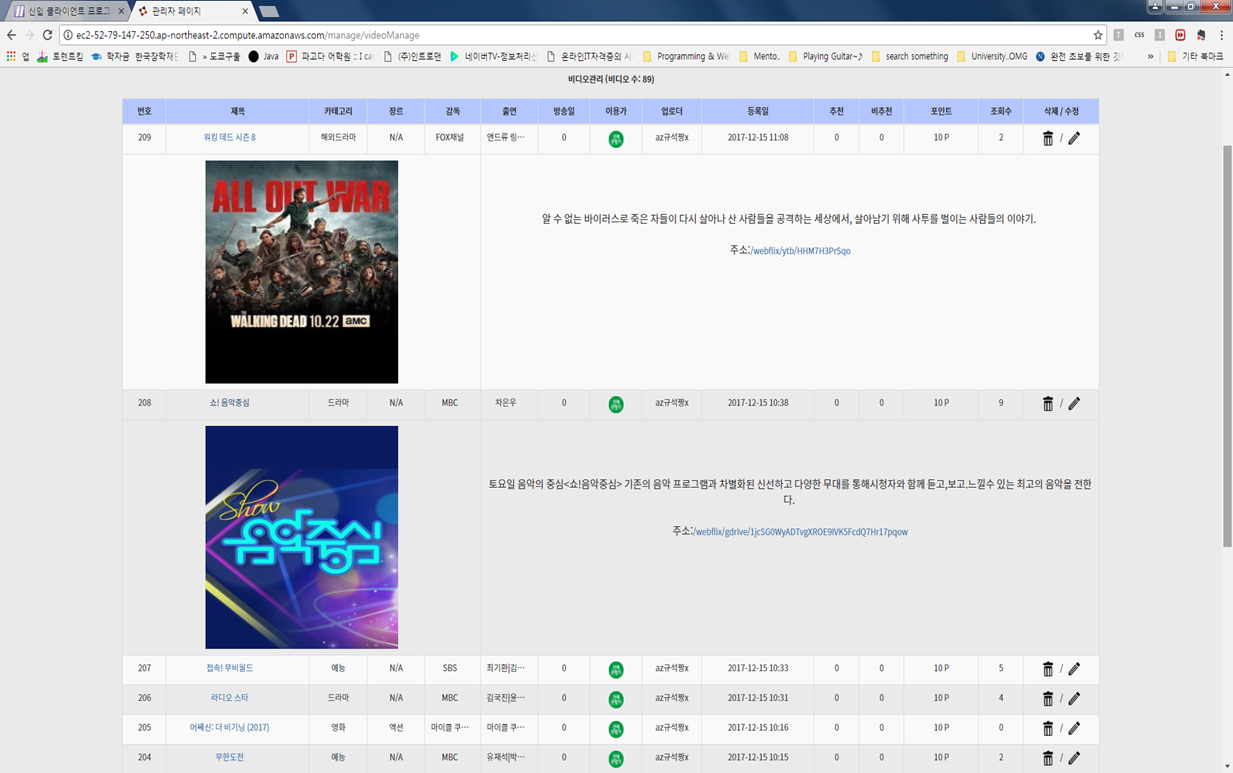 신입 클라이언트 프로그
관리자 페이지
ec2-52-79-147-250.ap-northeast-2.compute.amazonaws.com/manage/videoManage
앱 토렌트킴 학자금 한국장학재단 » 도쿄구울 Java 파고다 어학원 :: I ca (주)인트로맨 네이버TV-정보처리산 온라인IT자격증의 시 Programming & We Mento.. Playing Guitar~♪ search something University.OMG 완전 초보를 위한 깃 » 기타 북마크
비디오관리 (비디오 수: 89)
번호 제목 카테고리 장르 감독 출연 방송일 이용가 업로더 등록일 추천 비추천 포인트 조회수 삭제 / 수정
209 워킹 데드 시즌 8 해외드라마 N/A FOX채널 앤드류 링… 0 az규석짱x 2017-12-15 11:08 0 0 10 P 2 /
ALL OUT WAR
THE WALKING DEAD 10.22 amc
알 수 없는 바이러스로 죽은 자들이 다시 살아나 산 사람들을 공격하는 세상에서, 살아남기 위해 사투를 벌이는 사람들의 이야기.
주소:/webflix/ytb/HHM7H3PrSqo
208 쇼! 음악중심 드라마 N/A MBC 차은우 0 az규석짱x 2017-12-15 10:38 0 0 10 P 9 /
Show
음악중심
토요일 음악의 중심<쇼!음악중심> 기존의 음악 프로그램과 차별화된 신선하고 다양한 무대를 통해시청자와 함께 듣고,보고,느낄수 있는 최고의 음악을 전한
다.
주소:/webflix/gdrive/1jcSG0WyADTvgXROE9IVK5FcdQ7Hr17pqow
207 접속! 무비월드 예능 N/A SBS 최기환|김… 0 az규석짱x 2017-12-15 10:33 0 0 10 P 5 /
206 라디오 스타 드라마 N/A MBC 김국진|윤… 0 az규석짱x 2017-12-15 10:31 0 0 10 P 4 /
205 어쌔신: 더 비기닝 (2017) 영화 액션 마이클 쿠… 마이클 쿠… 0 az규석짱x 2017-12-15 10:16 0 0 10 P 0 /
204 무한도전 예능 N/A MBC 유재석|박… 0 az규석짱x 2017-12-15 10:15 0 0 10 P 2 /